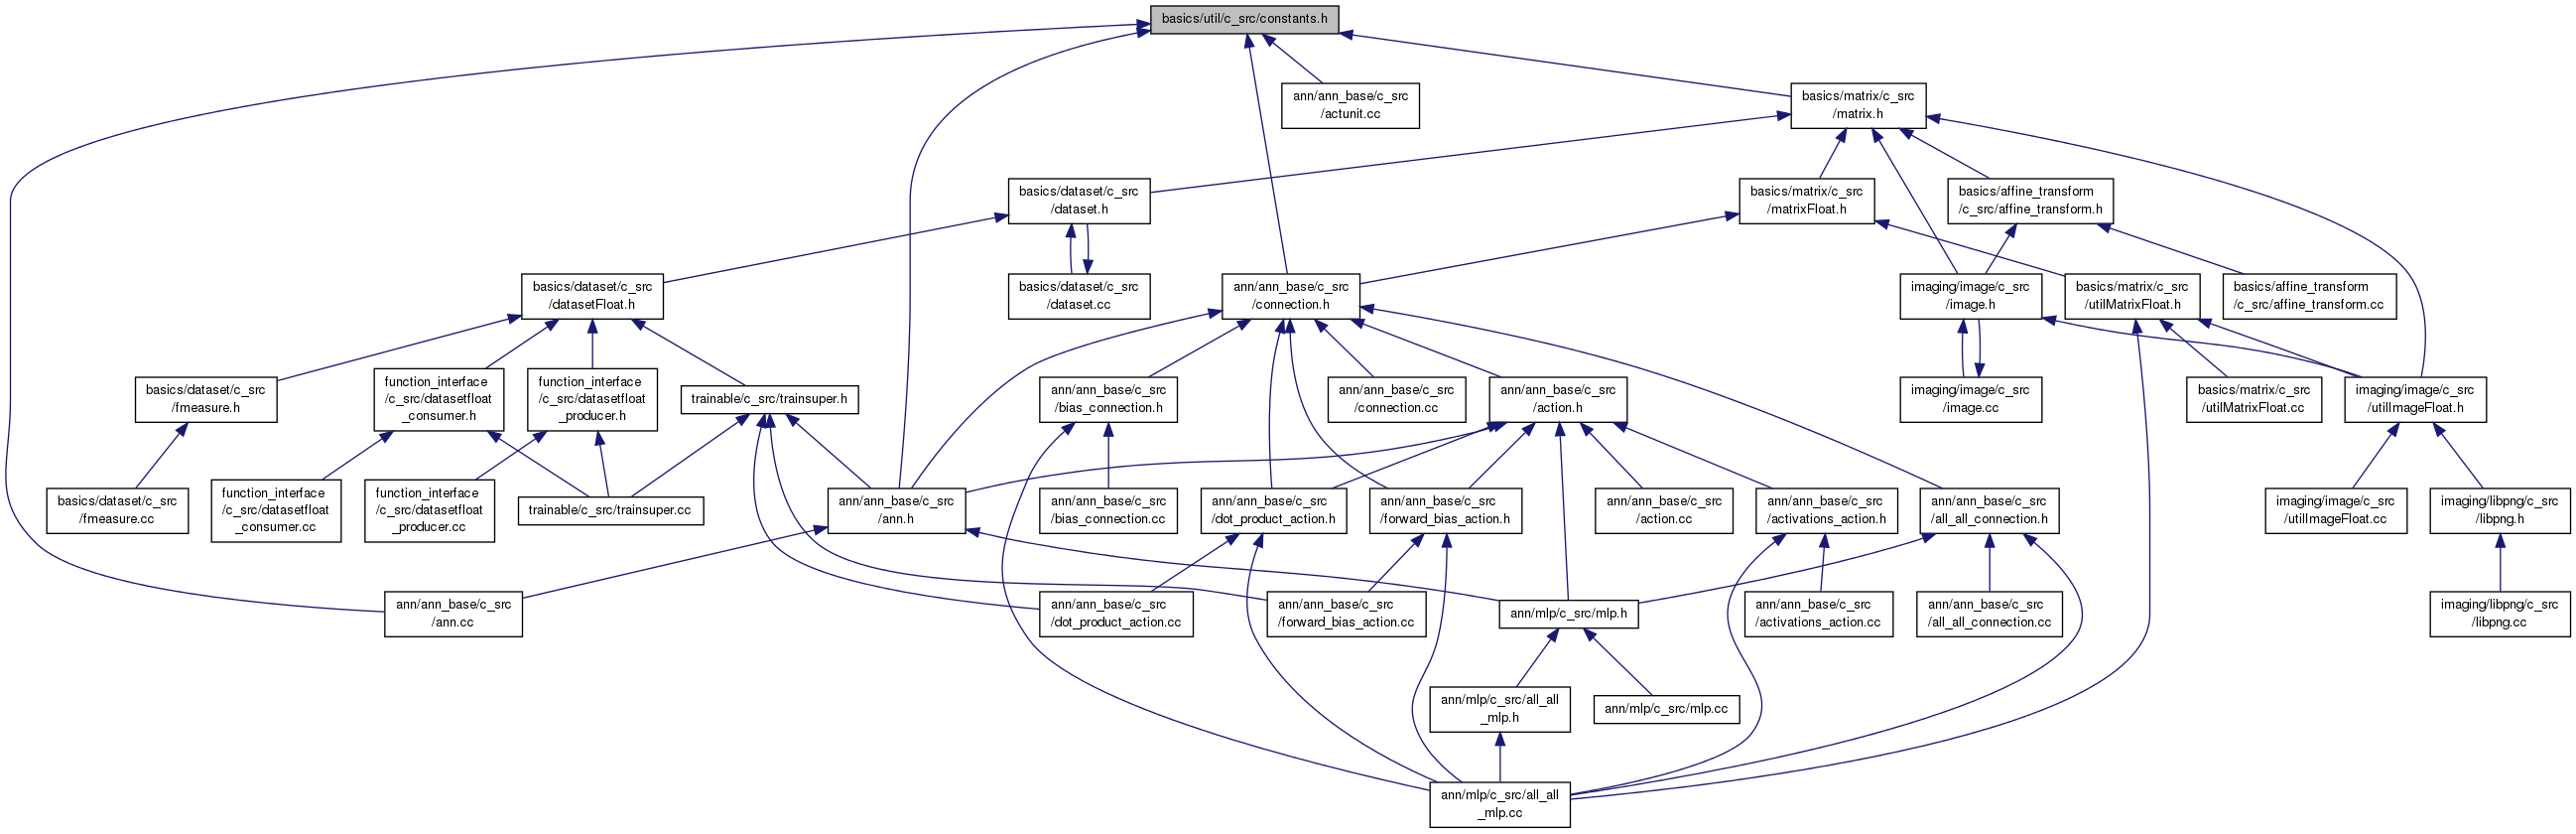 basics/util/c_src/constants.h
ann/ann_base/c_src
/actunit.cc
basics/matrix/c_src
/matrix.h
basics/dataset/c_src
/dataset.h
basics/matrix/c_src
/matrixFloat.h
basics/affine_transform
/c_src/affine_transform.h
basics/dataset/c_src
/datasetFloat.h
basics/dataset/c_src
/dataset.cc
ann/ann_base/c_src
/connection.h
imaging/image/c_src
/image.h
basics/matrix/c_src
/utilMatrixFloat.h
basics/affine_transform
/c_src/affine_transform.cc
basics/dataset/c_src
/fmeasure.h
function_interface
/c_src/datasetfloat
_consumer.h
function_interface
/c_src/datasetfloat
_producer.h
trainable/c_src/trainsuper.h
ann/ann_base/c_src
/bias_connection.h
ann/ann_base/c_src
/connection.cc
ann/ann_base/c_src
/action.h
imaging/image/c_src
/image.cc
basics/matrix/c_src
/utilMatrixFloat.cc
imaging/image/c_src
/utilImageFloat.h
basics/dataset/c_src
/fmeasure.cc
function_interface
/c_src/datasetfloat
_consumer.cc
function_interface
/c_src/datasetfloat
_producer.cc
trainable/c_src/trainsuper.cc
ann/ann_base/c_src
/ann.h
ann/ann_base/c_src
/bias_connection.cc
ann/ann_base/c_src
/dot_product_action.h
ann/ann_base/c_src
/forward_bias_action.h
ann/ann_base/c_src
/action.cc
ann/ann_base/c_src
/activations_action.h
ann/ann_base/c_src
/all_all_connection.h
imaging/image/c_src
/utilImageFloat.cc
imaging/libpng/c_src
/libpng.h
ann/ann_base/c_src
/ann.cc
ann/ann_base/c_src
/dot_product_action.cc
ann/ann_base/c_src
/forward_bias_action.cc
ann/mlp/c_src/mlp.h
ann/ann_base/c_src
/activations_action.cc
ann/ann_base/c_src
/all_all_connection.cc
imaging/libpng/c_src
/libpng.cc
ann/mlp/c_src/all_all
_mlp.h
ann/mlp/c_src/mlp.cc
ann/mlp/c_src/all_all
_mlp.cc